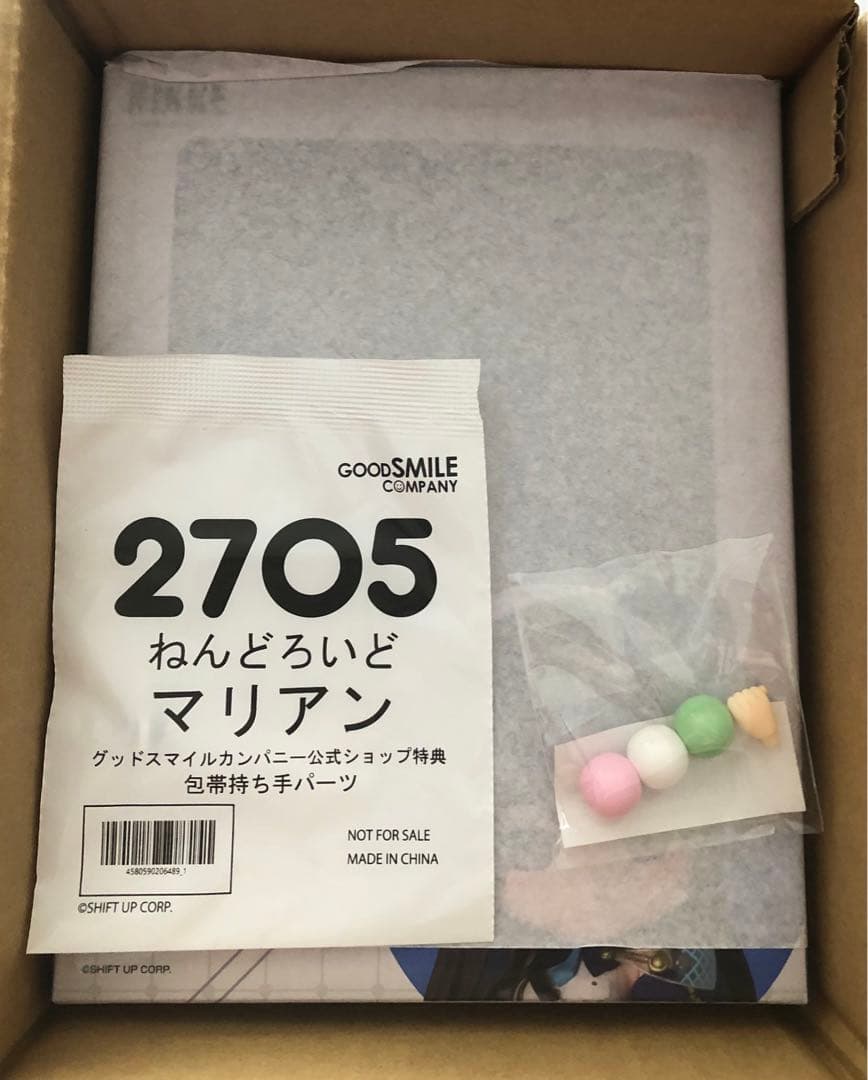 GOODSMILE
COMPANY
2705
ねんどろいど
マリアン
グッドスマイルカンパニー公式ショップ特典
包帯持ち手パーツ
NOT FOR SALE
MADE IN CHINA
4580590206489_1
©SHIFT UP CORP.
©SHIFT UP CORP.